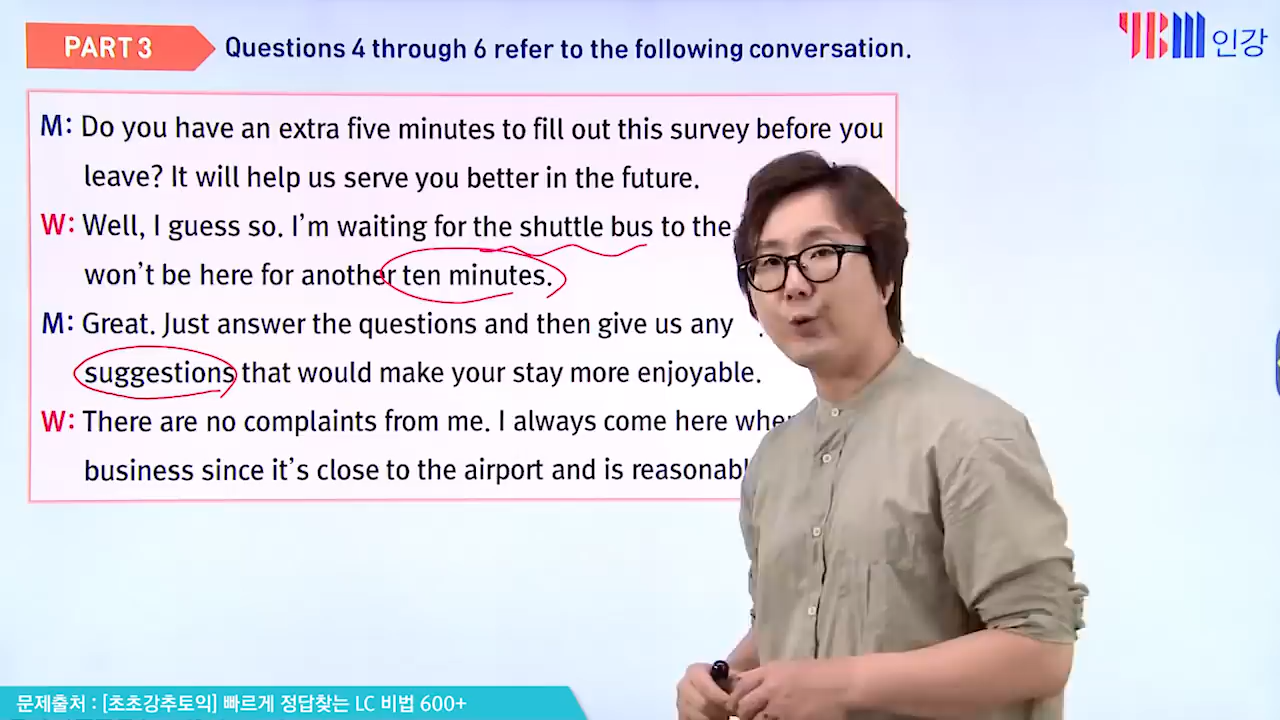 PART 3
Questions 4 through 6 refer to the following conversation.
YBM 인강
M: Do you have an extra five minutes to fill out this survey before you
leave? It will help us serve you better in the future.
W: Well, I guess so. I'm waiting for the shuttle bus to the
won't be here for another ten minutes.
M: Great. Just answer the questions and then give us any
suggestions that would make your stay more enjoyable.
W: There are no complaints from me. I always come here
business since it's close to the airport and is
문제출처 : [초초강추토익] 빠르게 정답찾는 LC 비법 600+